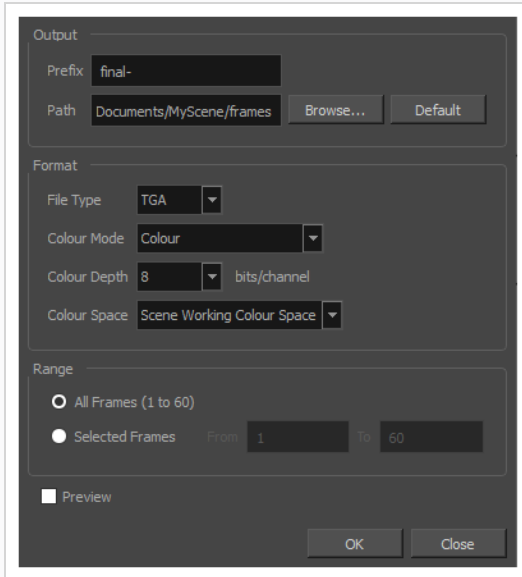 Output
Prefix final-
Path Documents/MyScene/frames Browse... Default
Format
File Type TGA
Colour Mode Colour
Colour Depth 8 bits/channel
Colour Space Scene Working Colour Space
Range
All Frames (1 to 60)
Selected Frames From 1 To 60
Preview
OK Close